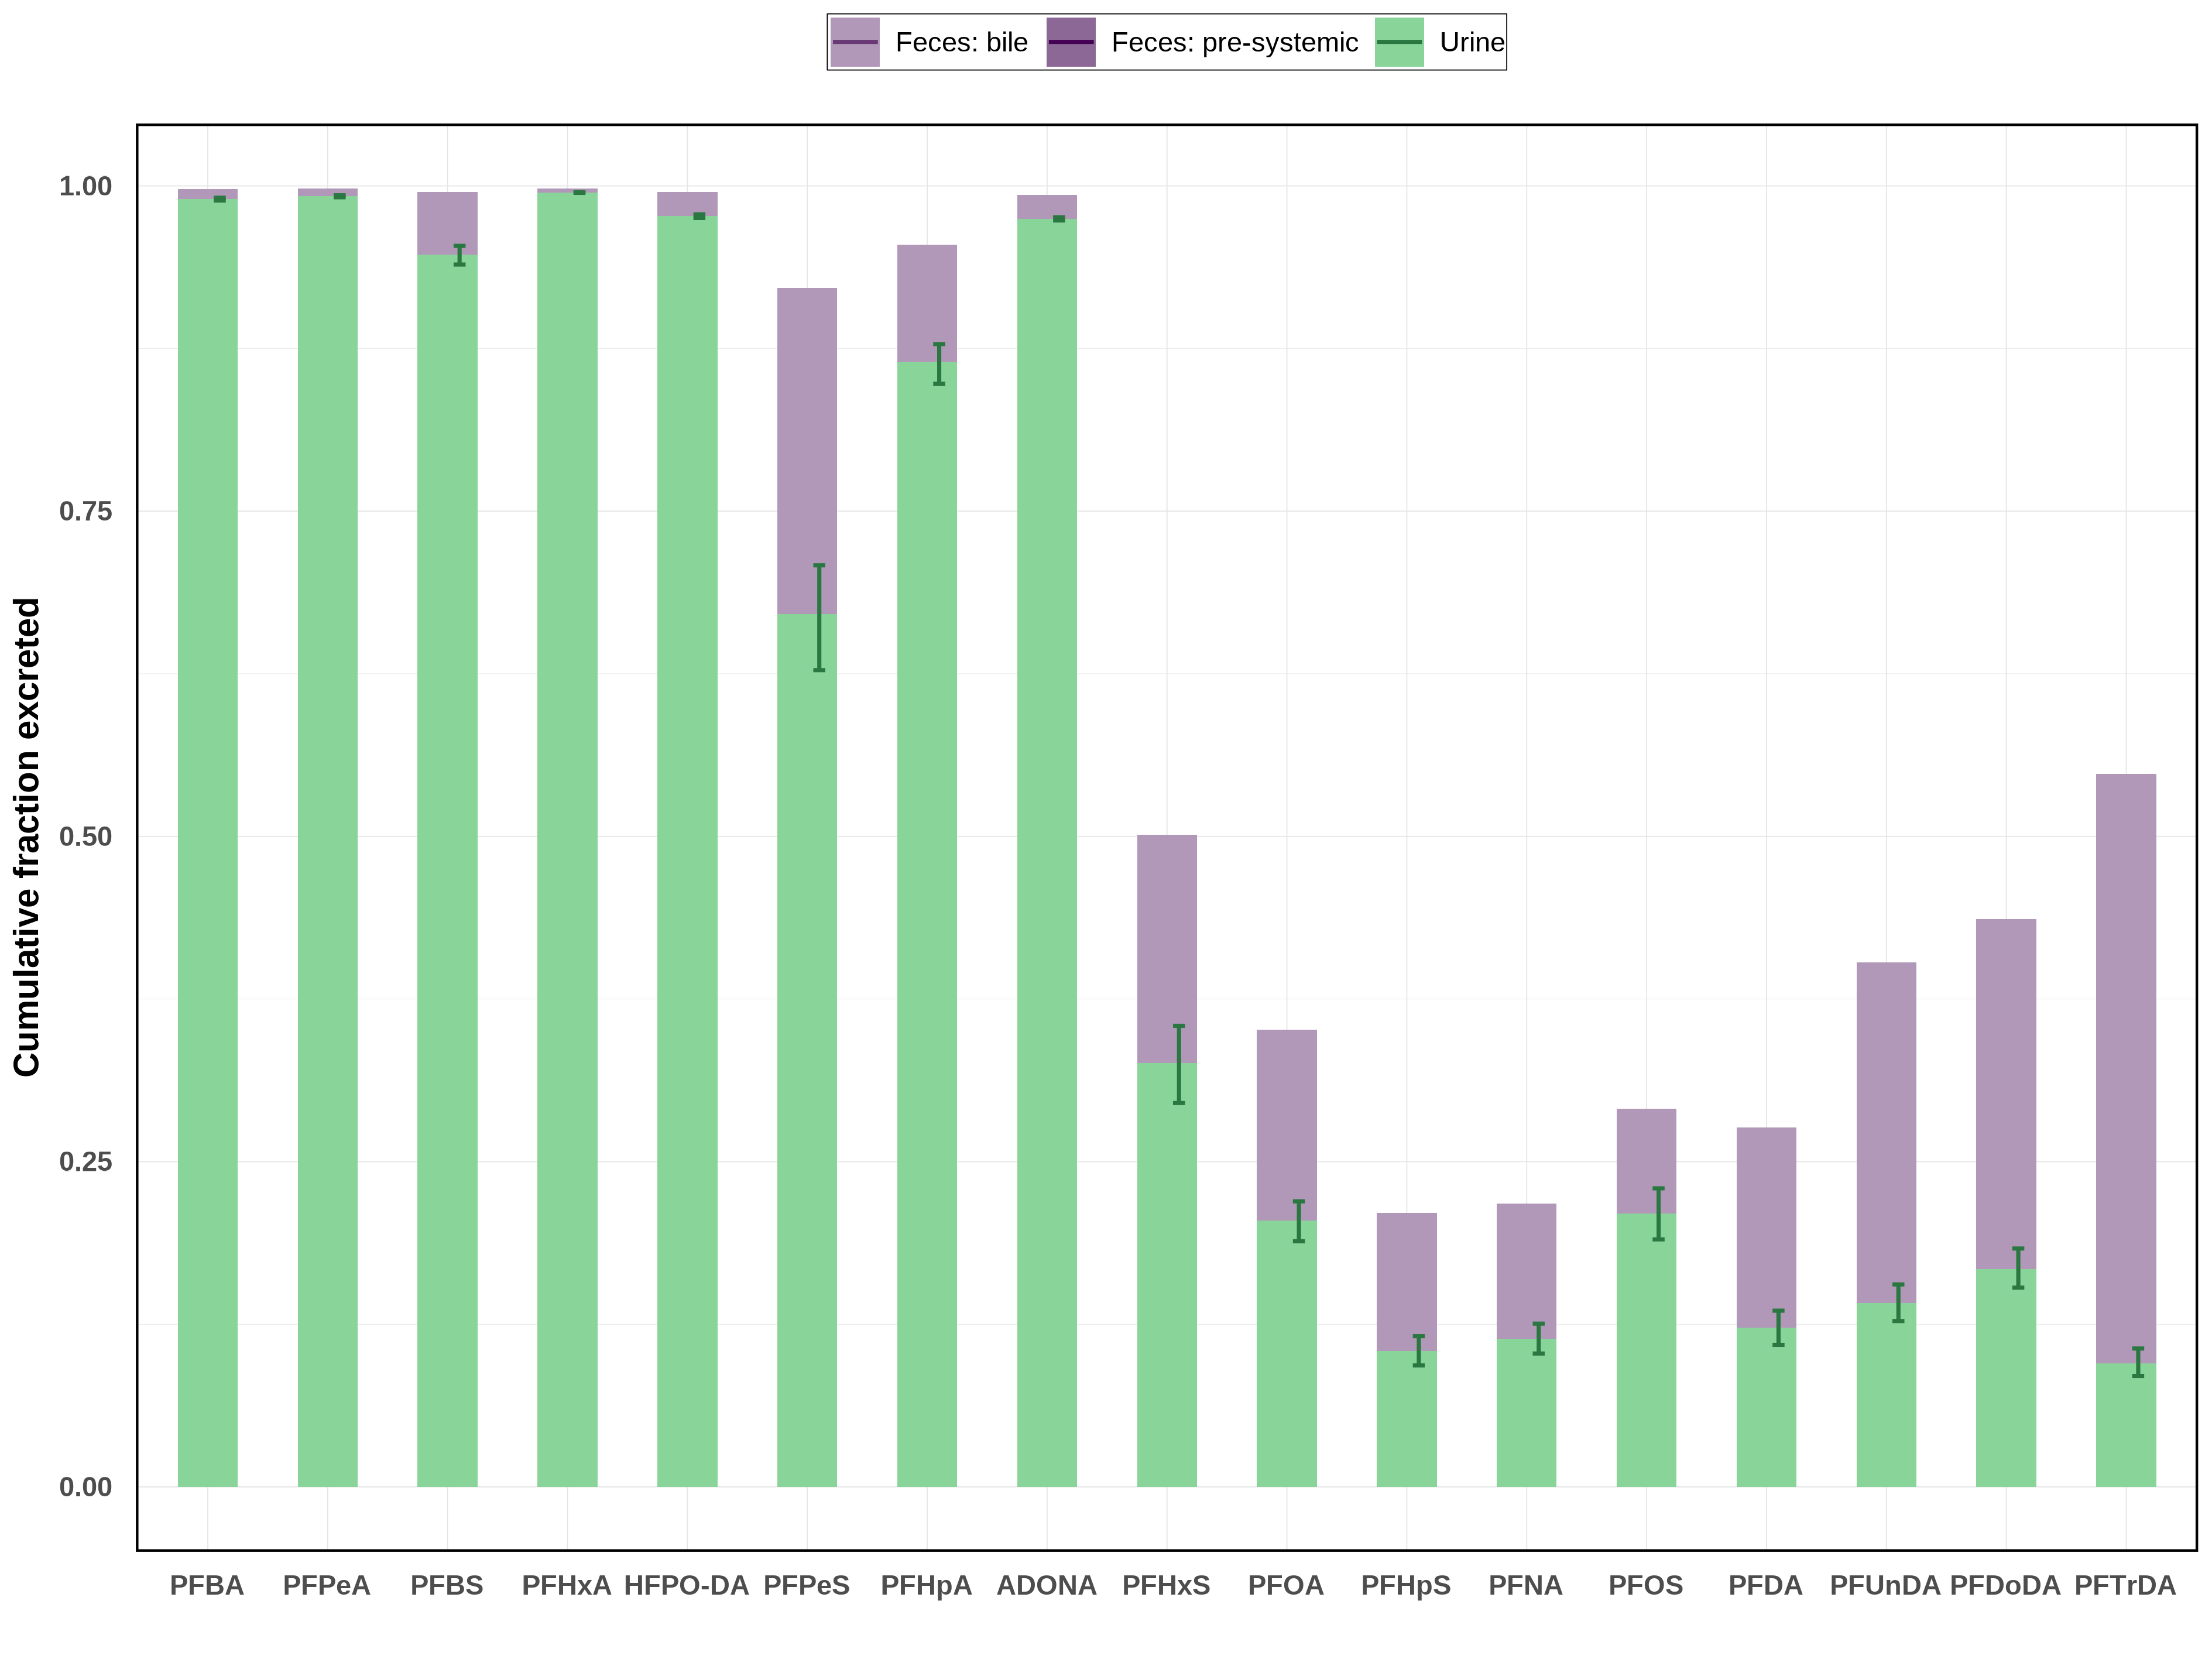 Feces: bile Feces: pre-systemic Urine
Cumulative fraction excreted
1.00
0.75
0.50
0.25
0.00
PFBA PFPeA PFBS PFHxA HFPO-DA PFPeS PFHpA ADONA PFHxS PFOA PFHpS PFNA PFOS PFDA PFUnDA PFDoDA PFTrDA